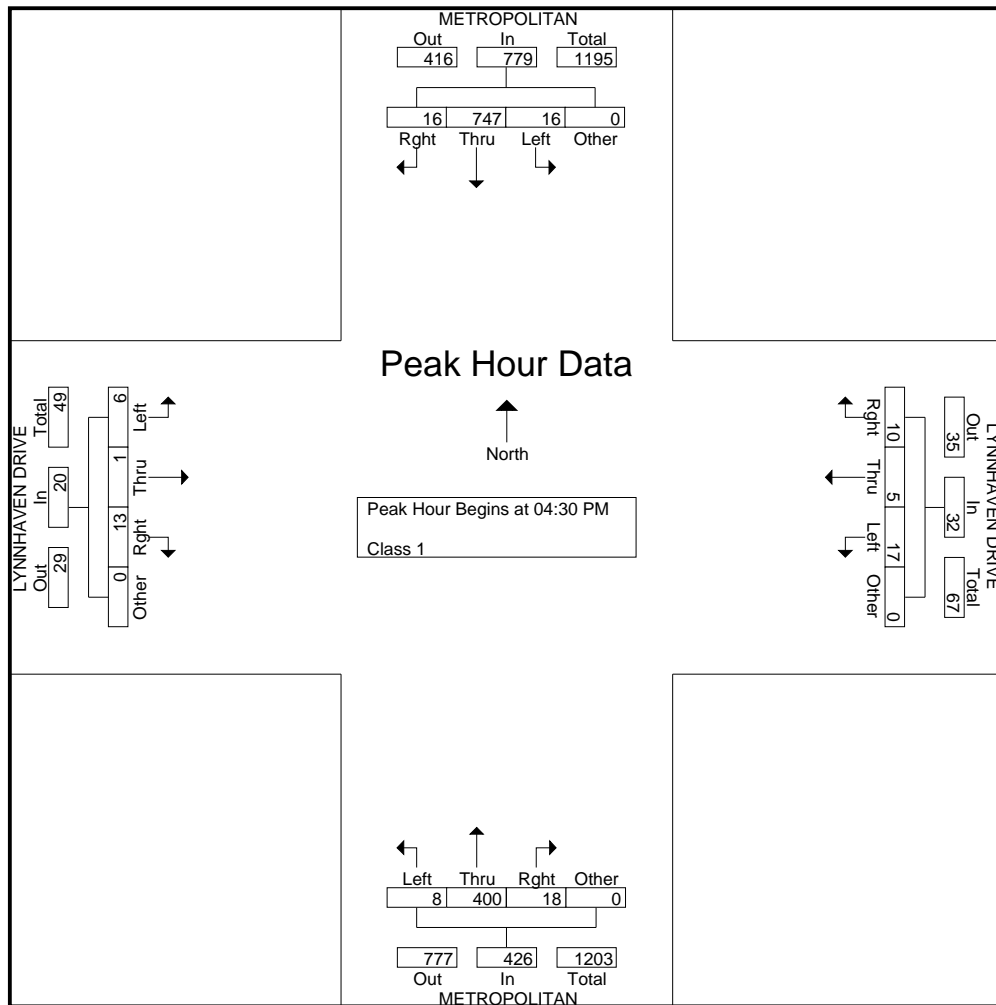 METROPOLITAN
Out In Total
416 779 1195
16 747 16 0
Rght Thru Left Other
Peak Hour Data
North
Peak Hour Begins at 04:30 PM
Class 1
LYNNHAVEN DRIVE
Total In Out
49 20 29
6 1 13 0
Left Thru Rght Other
LYNNHAVEN DRIVE
Out In Total
35 32 67
10 5 17 0
Rght Thru Left Other
Left Thru Rght Other
8 400 18 0
777 426 1203
Out In Total
METROPOLITAN